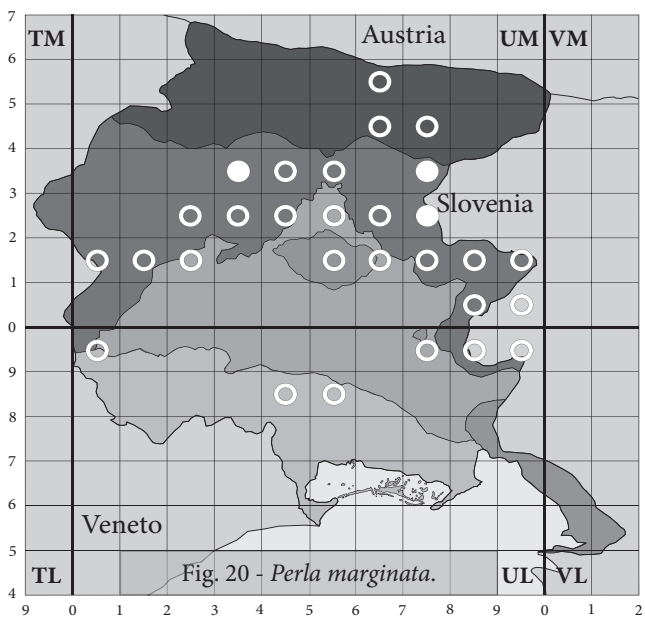 7
TM Austria UM VM
6
5
4
3
Slovenia
2
1
0
9
8
7
6
Veneto
5
TL Fig. 20 - Perla marginata. UL VL
4
9 0 1 2 3 4 5 6 7 8 9 0 1 2